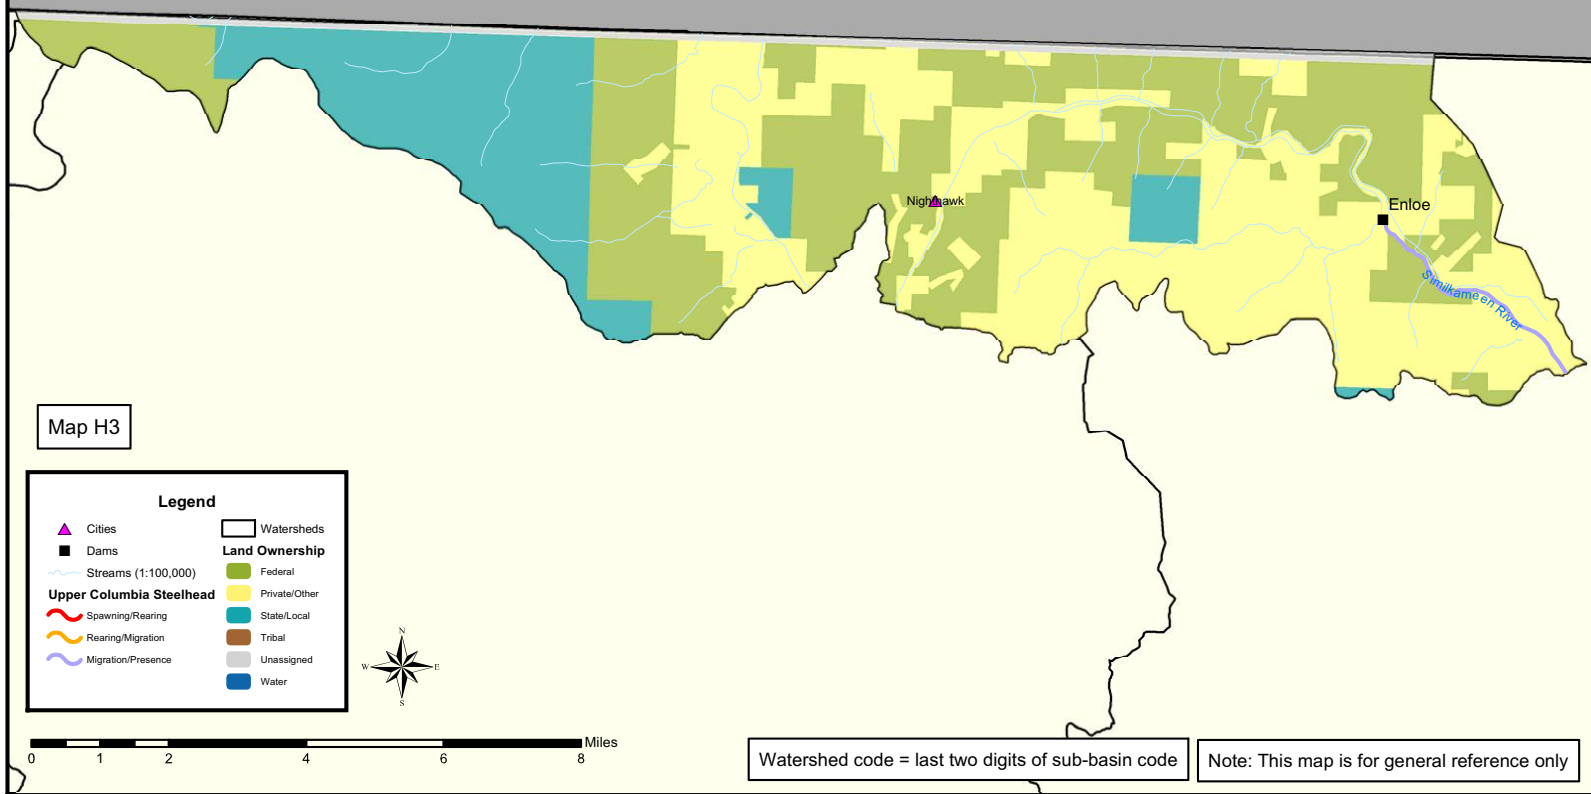 Nighthawk
Enloe
Similkameen River
Map H3
Legend
Cities
Dams
Streams (1:100,000)
Upper Columbia Steelhead
Spawning/Rearing
Rearing/Migration
Migration/Presence
Watersheds
Land Ownership
Federal
Private/Other
State/Local
Tribal
Unassigned
Water
N
W
E
S
Miles
0 1 2 4 6 8
Watershed code = last two digits of sub-basin code
Note: This map is for general reference only